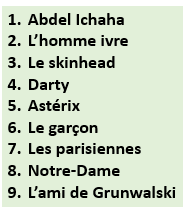 1. Abdel Ichaha
2. L’homme ivre
3. Le skinhead
4. Darty
5. Astérix
6. Le garçon
7. Les parisiennes
8. Notre-Dame
9. L’ami de Grunwalski